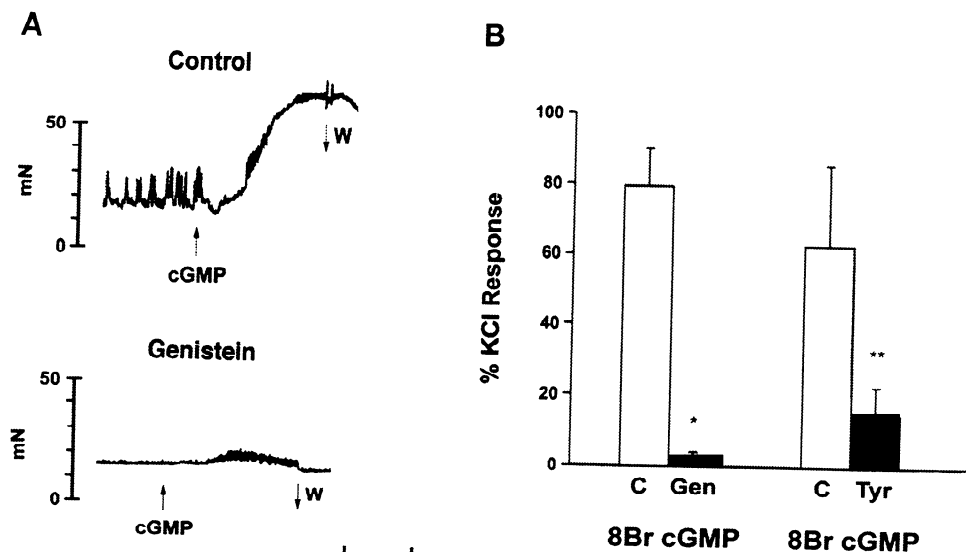 A
Control
50
mN
0
W
cGMP
Genistein
50
mN
0
W
cGMP
B
100
80
60
40
20
0
% KCl Response
*
**
C Gen
C Tyr
8Br cGMP
8Br cGMP